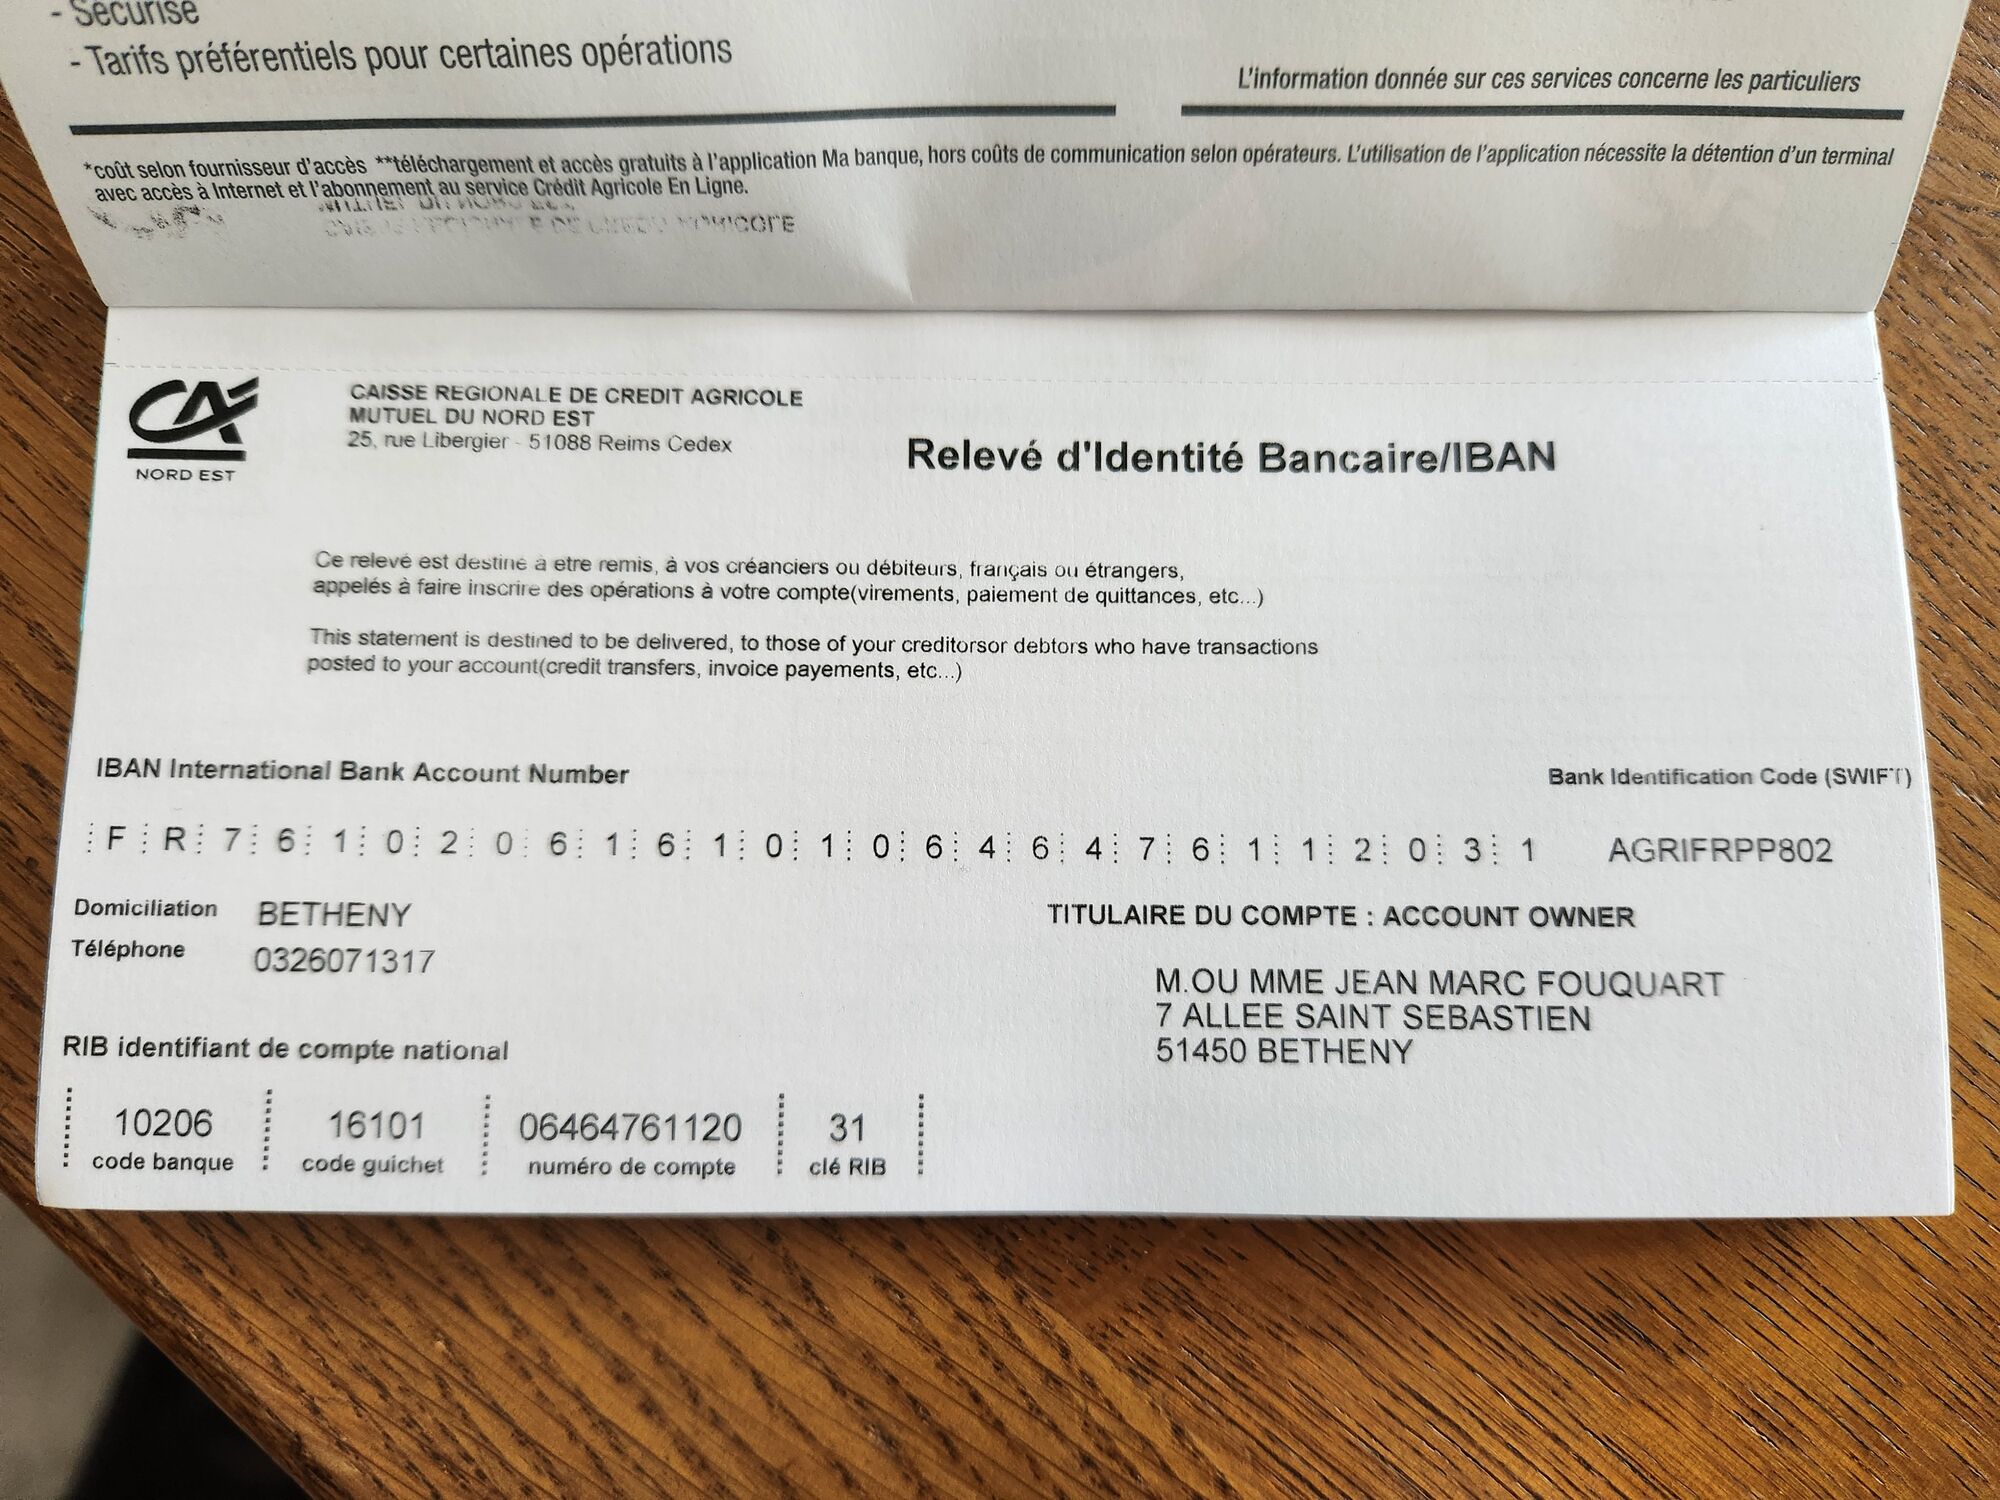 - Sécurisé
- Tarifs préférentiels pour certaines opérations
L'information donnée sur ces services concerne les particuliers
*coût selon fournisseur d'accès **téléchargement et accès gratuits à l'application Ma banque, hors coûts de communication selon opérateurs. L'utilisation de l'application nécessite la détention d'un terminal
avec accès à Internet et l'abonnement au service Crédit Agricole En Ligne.
CA
NORD EST
CAISSE REGIONALE DE CREDIT AGRICOLE
MUTUEL DU NORD EST
25, rue Libergier - 51088 Reims Cedex
Relevé d'Identité Bancaire/IBAN
Ce relevé est destiné à etre remis, à vos créanciers ou débiteurs, français ou étrangers,
appelés à faire inscrire des opérations à votre compte(virements, paiement de quittances, etc...)
This statement is destined to be delivered, to those of your creditorsor debtors who have transactions
posted to your account(credit transfers, invoice payements, etc...)
IBAN International Bank Account Number
Bank Identification Code (SWIFT)
F R 7 6 1 0 2 0 6 1 6 1 0 1 0 6 4 6 4 7 6 1 1 2 0 3 1 AGRIFRPP802
Domiciliation BETHENY
Téléphone 0326071317
TITULAIRE DU COMPTE : ACCOUNT OWNER
M.OU MME JEAN MARC FOUQUART
7 ALLEE SAINT SEBASTIEN
51450 BETHENY
RIB identifiant de compte national
10206 16101 06464761120 31
code banque code guichet numéro de compte clé RIB